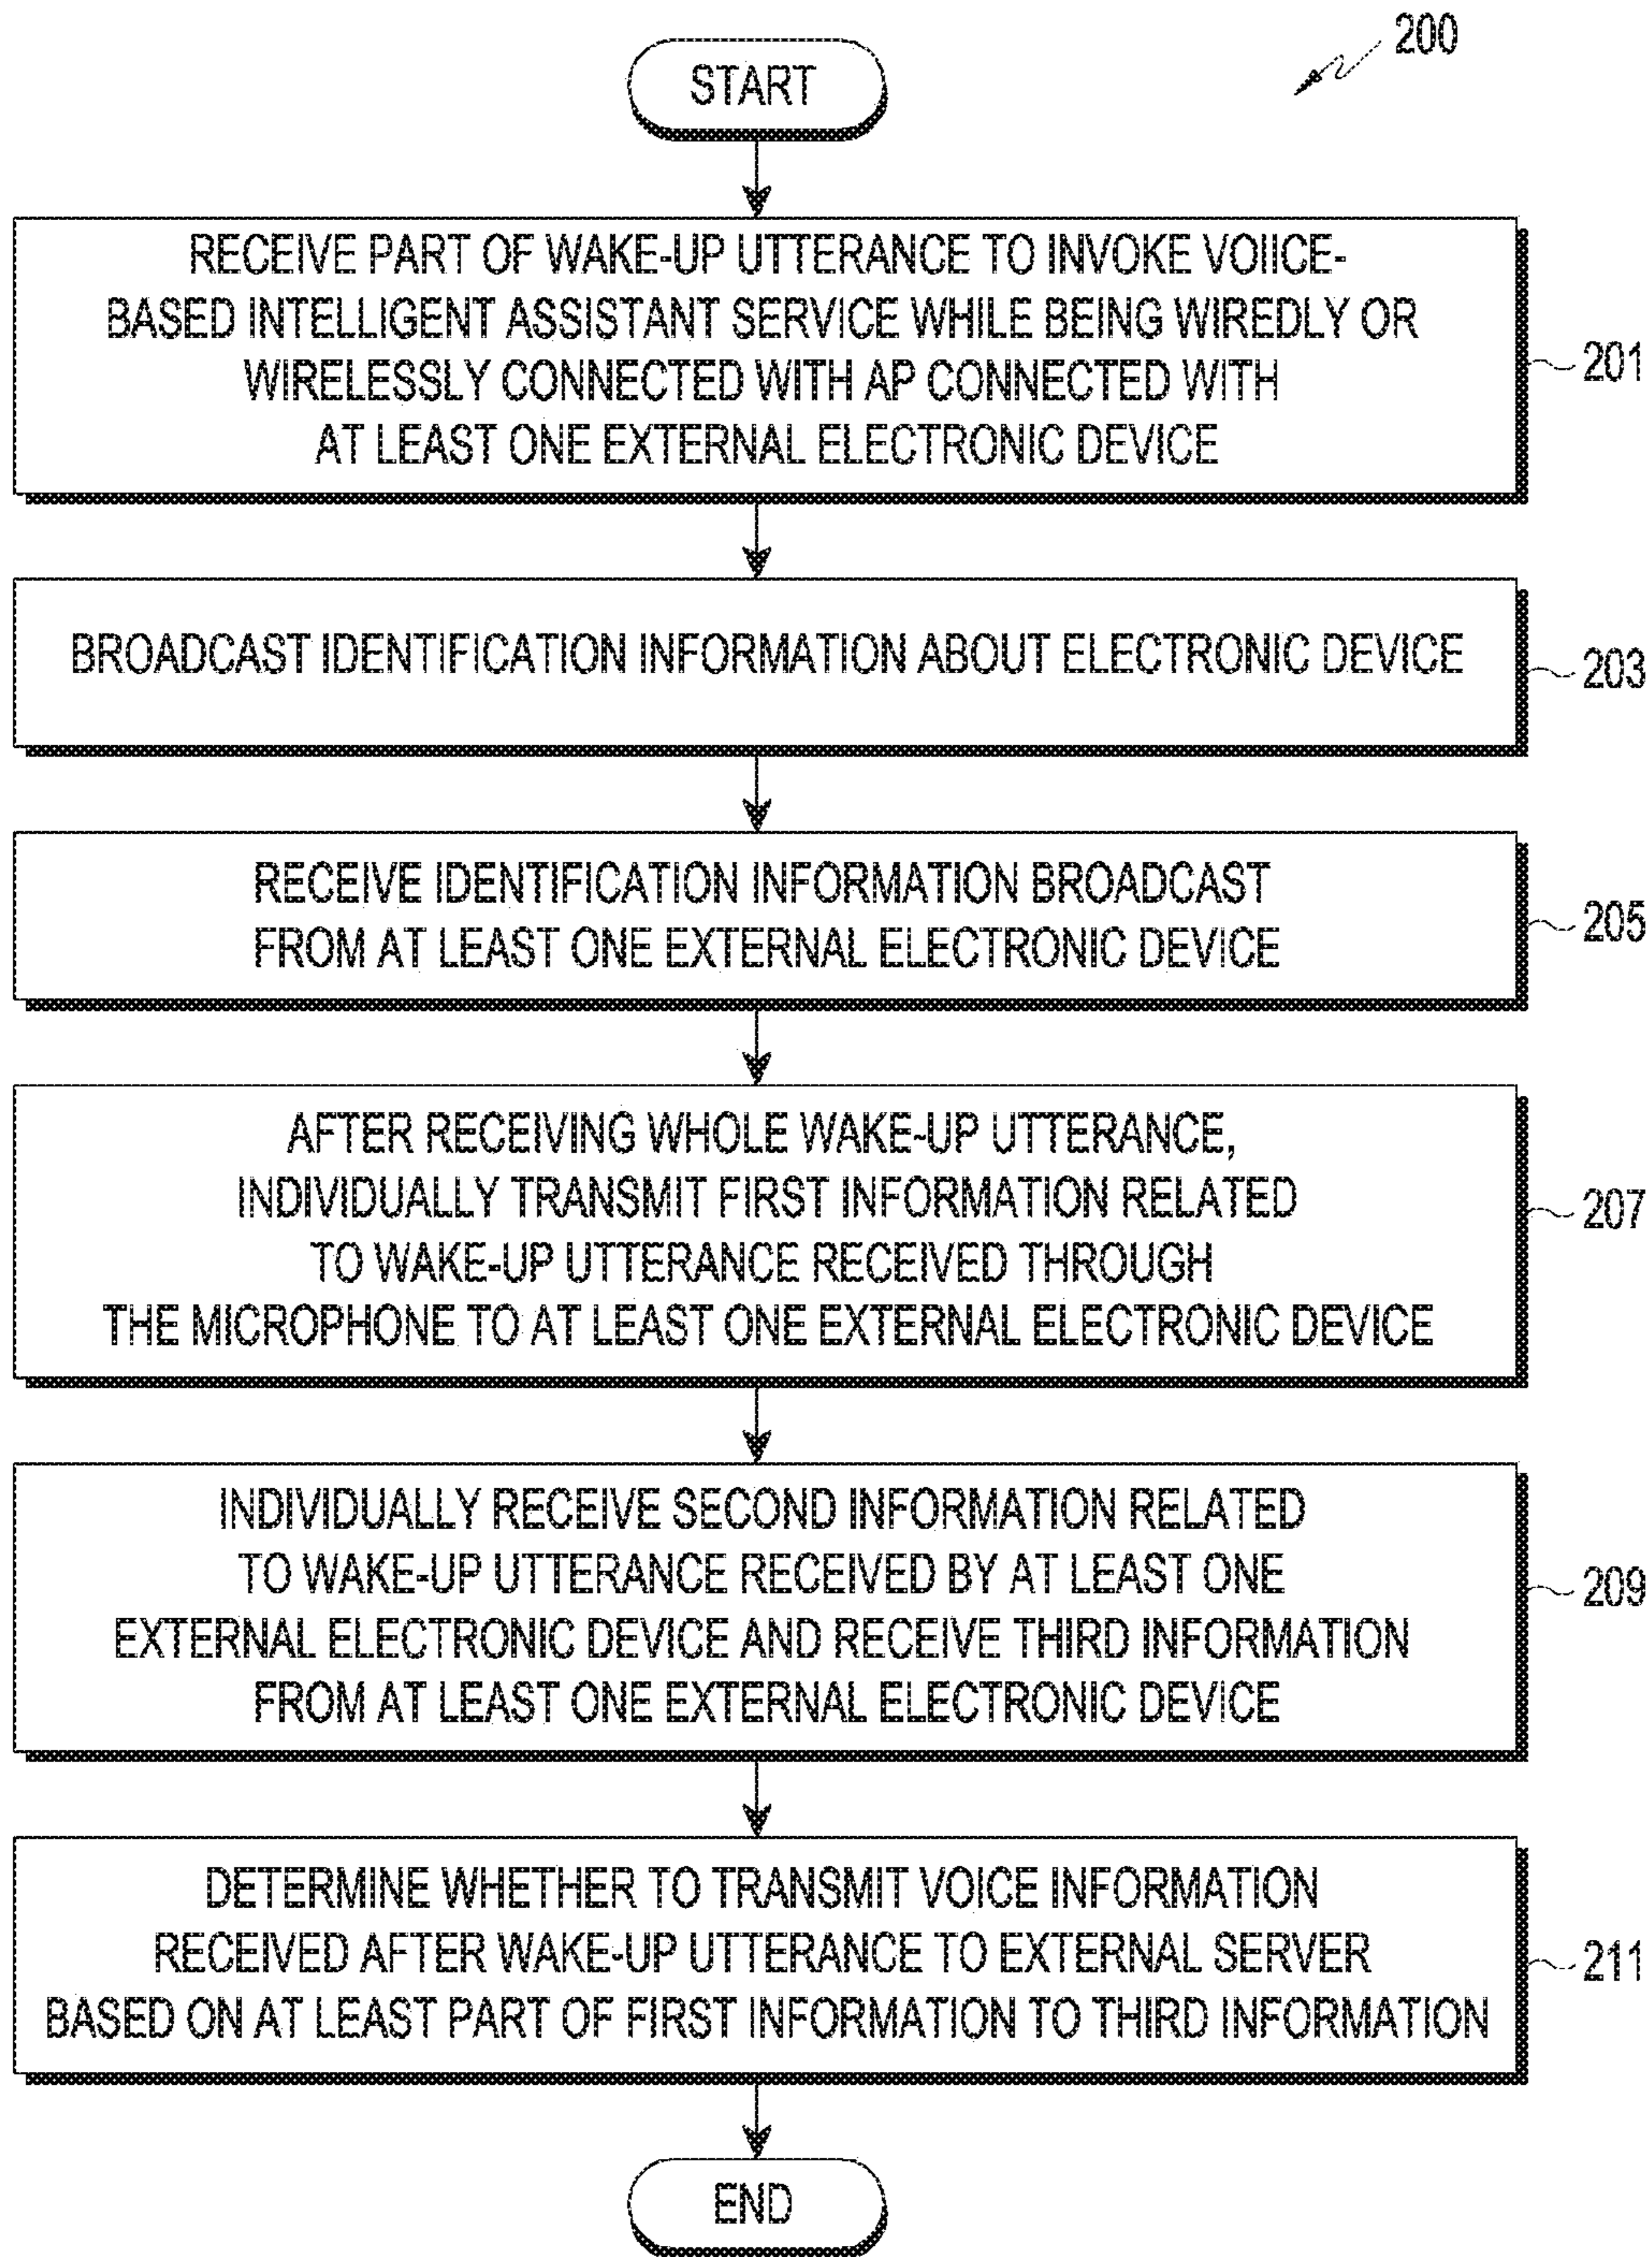 200
START
RECEIVE PART OF WAKE-UP UTTERANCE TO INVOKE VOIICE-
BASED INTELLIGENT ASSISTANT SERVICE WHILE BEING WIREDLY OR
WIRELESSLY CONNECTED WITH AP CONNECTED WITH
AT LEAST ONE EXTERNAL ELECTRONIC DEVICE
201
BROADCAST IDENTIFICATION INFORMATION ABOUT ELECTRONIC DEVICE
203
RECEIVE IDENTIFICATION INFORMATION BROADCAST
FROM AT LEAST ONE EXTERNAL ELECTRONIC DEVICE
205
AFTER RECEIVING WHOLE WAKE-UP UTTERANCE,
INDIVIDUALLY TRANSMIT FIRST INFORMATION RELATED
TO WAKE-UP UTTERANCE RECEIVED THROUGH
THE MICROPHONE TO AT LEAST ONE EXTERNAL ELECTRONIC DEVICE
207
INDIVIDUALLY RECEIVE SECOND INFORMATION RELATED
TO WAKE-UP UTTERANCE RECEIVED BY AT LEAST ONE
EXTERNAL ELECTRONIC DEVICE AND RECEIVE THIRD INFORMATION
FROM AT LEAST ONE EXTERNAL ELECTRONIC DEVICE
209
DETERMINE WHETHER TO TRANSMIT VOICE INFORMATION
RECEIVED AFTER WAKE-UP UTTERANCE TO EXTERNAL SERVER
BASED ON AT LEAST PART OF FIRST INFORMATION TO THIRD INFORMATION
211
END